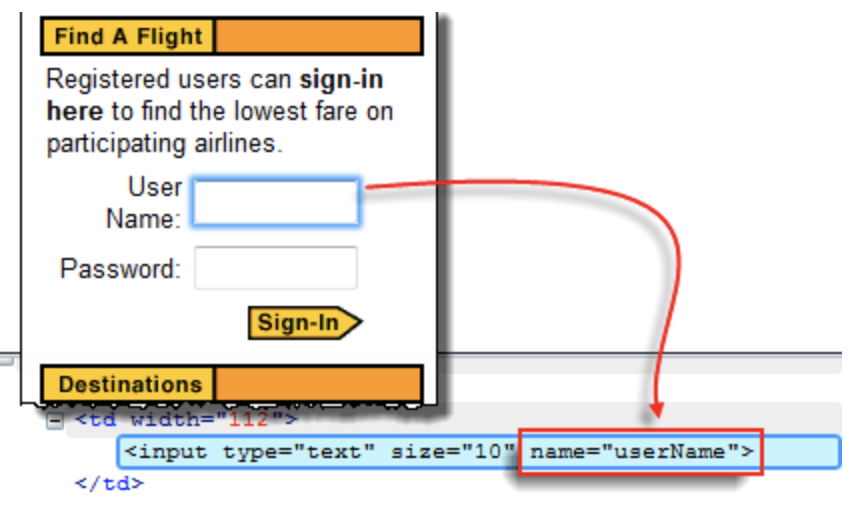 Find A Flight
Registered users can sign-in
here to find the lowest fare on
participating airlines.
User
Name:
Password:
Sign-In
Destinations
<td width="112">
<input type="text" size="10" name="userName">
</td>